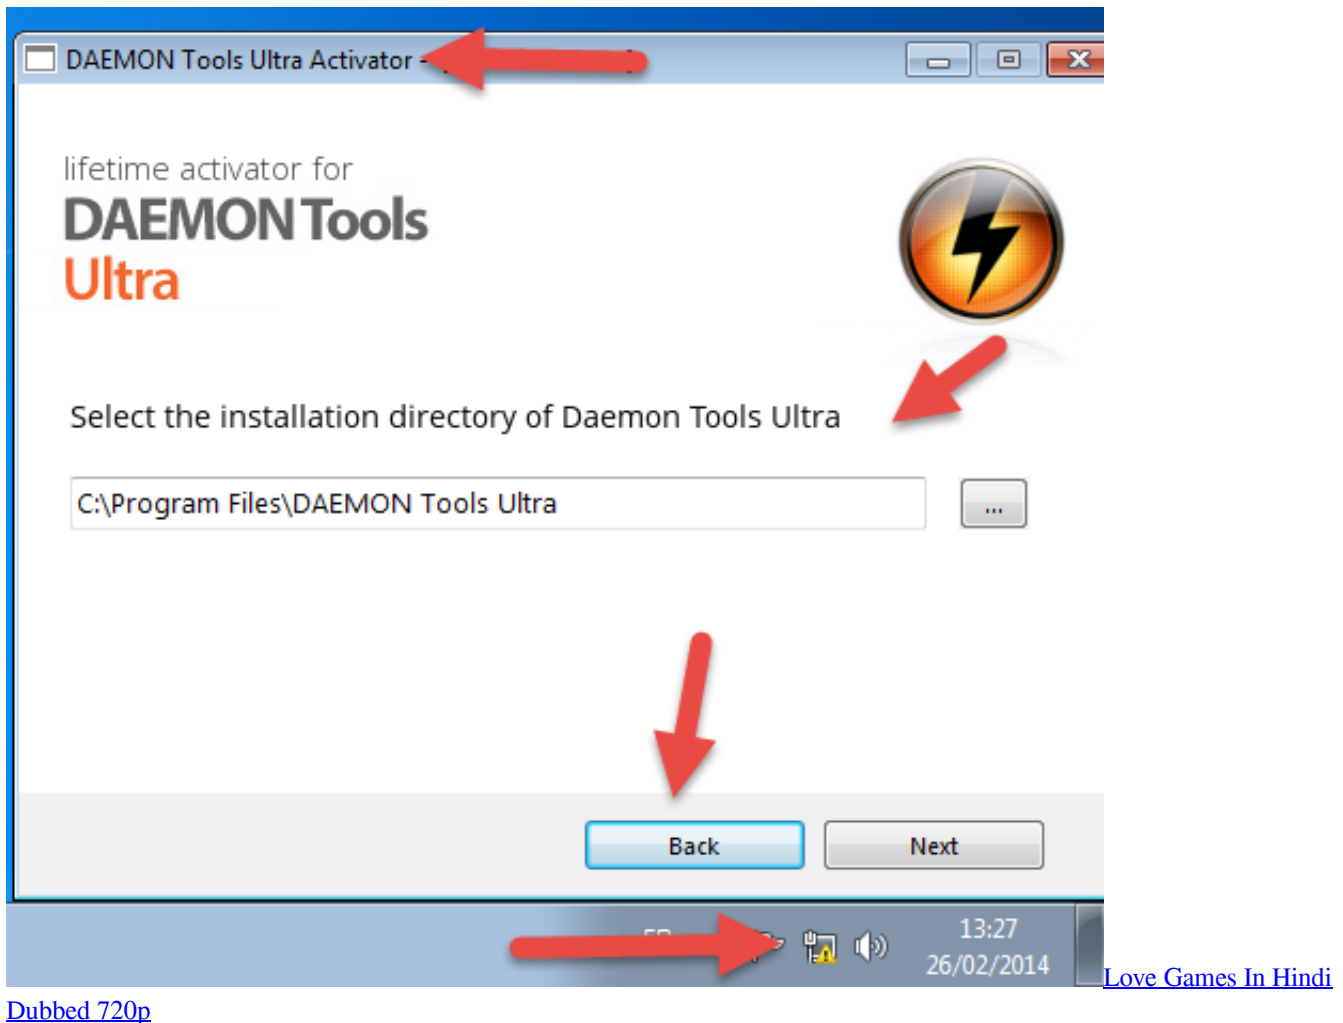 DAEMON Tools Ultra Activator -
lifetime activator for
DAEMON Tools
Ultra
Select the installation directory of Daemon Tools Ultra
C:\Program Files\DAEMON Tools Ultra
...
Back
Next
13:27
26/02/2014
Love Games In Hindi
Dubbed 720p